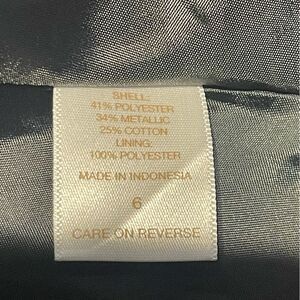 SHELL:
41% POLYESTER
34% METALLIC
25% COTTON
LINING:
100% POLYESTER
MADE IN INDONESIA
6
CARE ON REVERSE